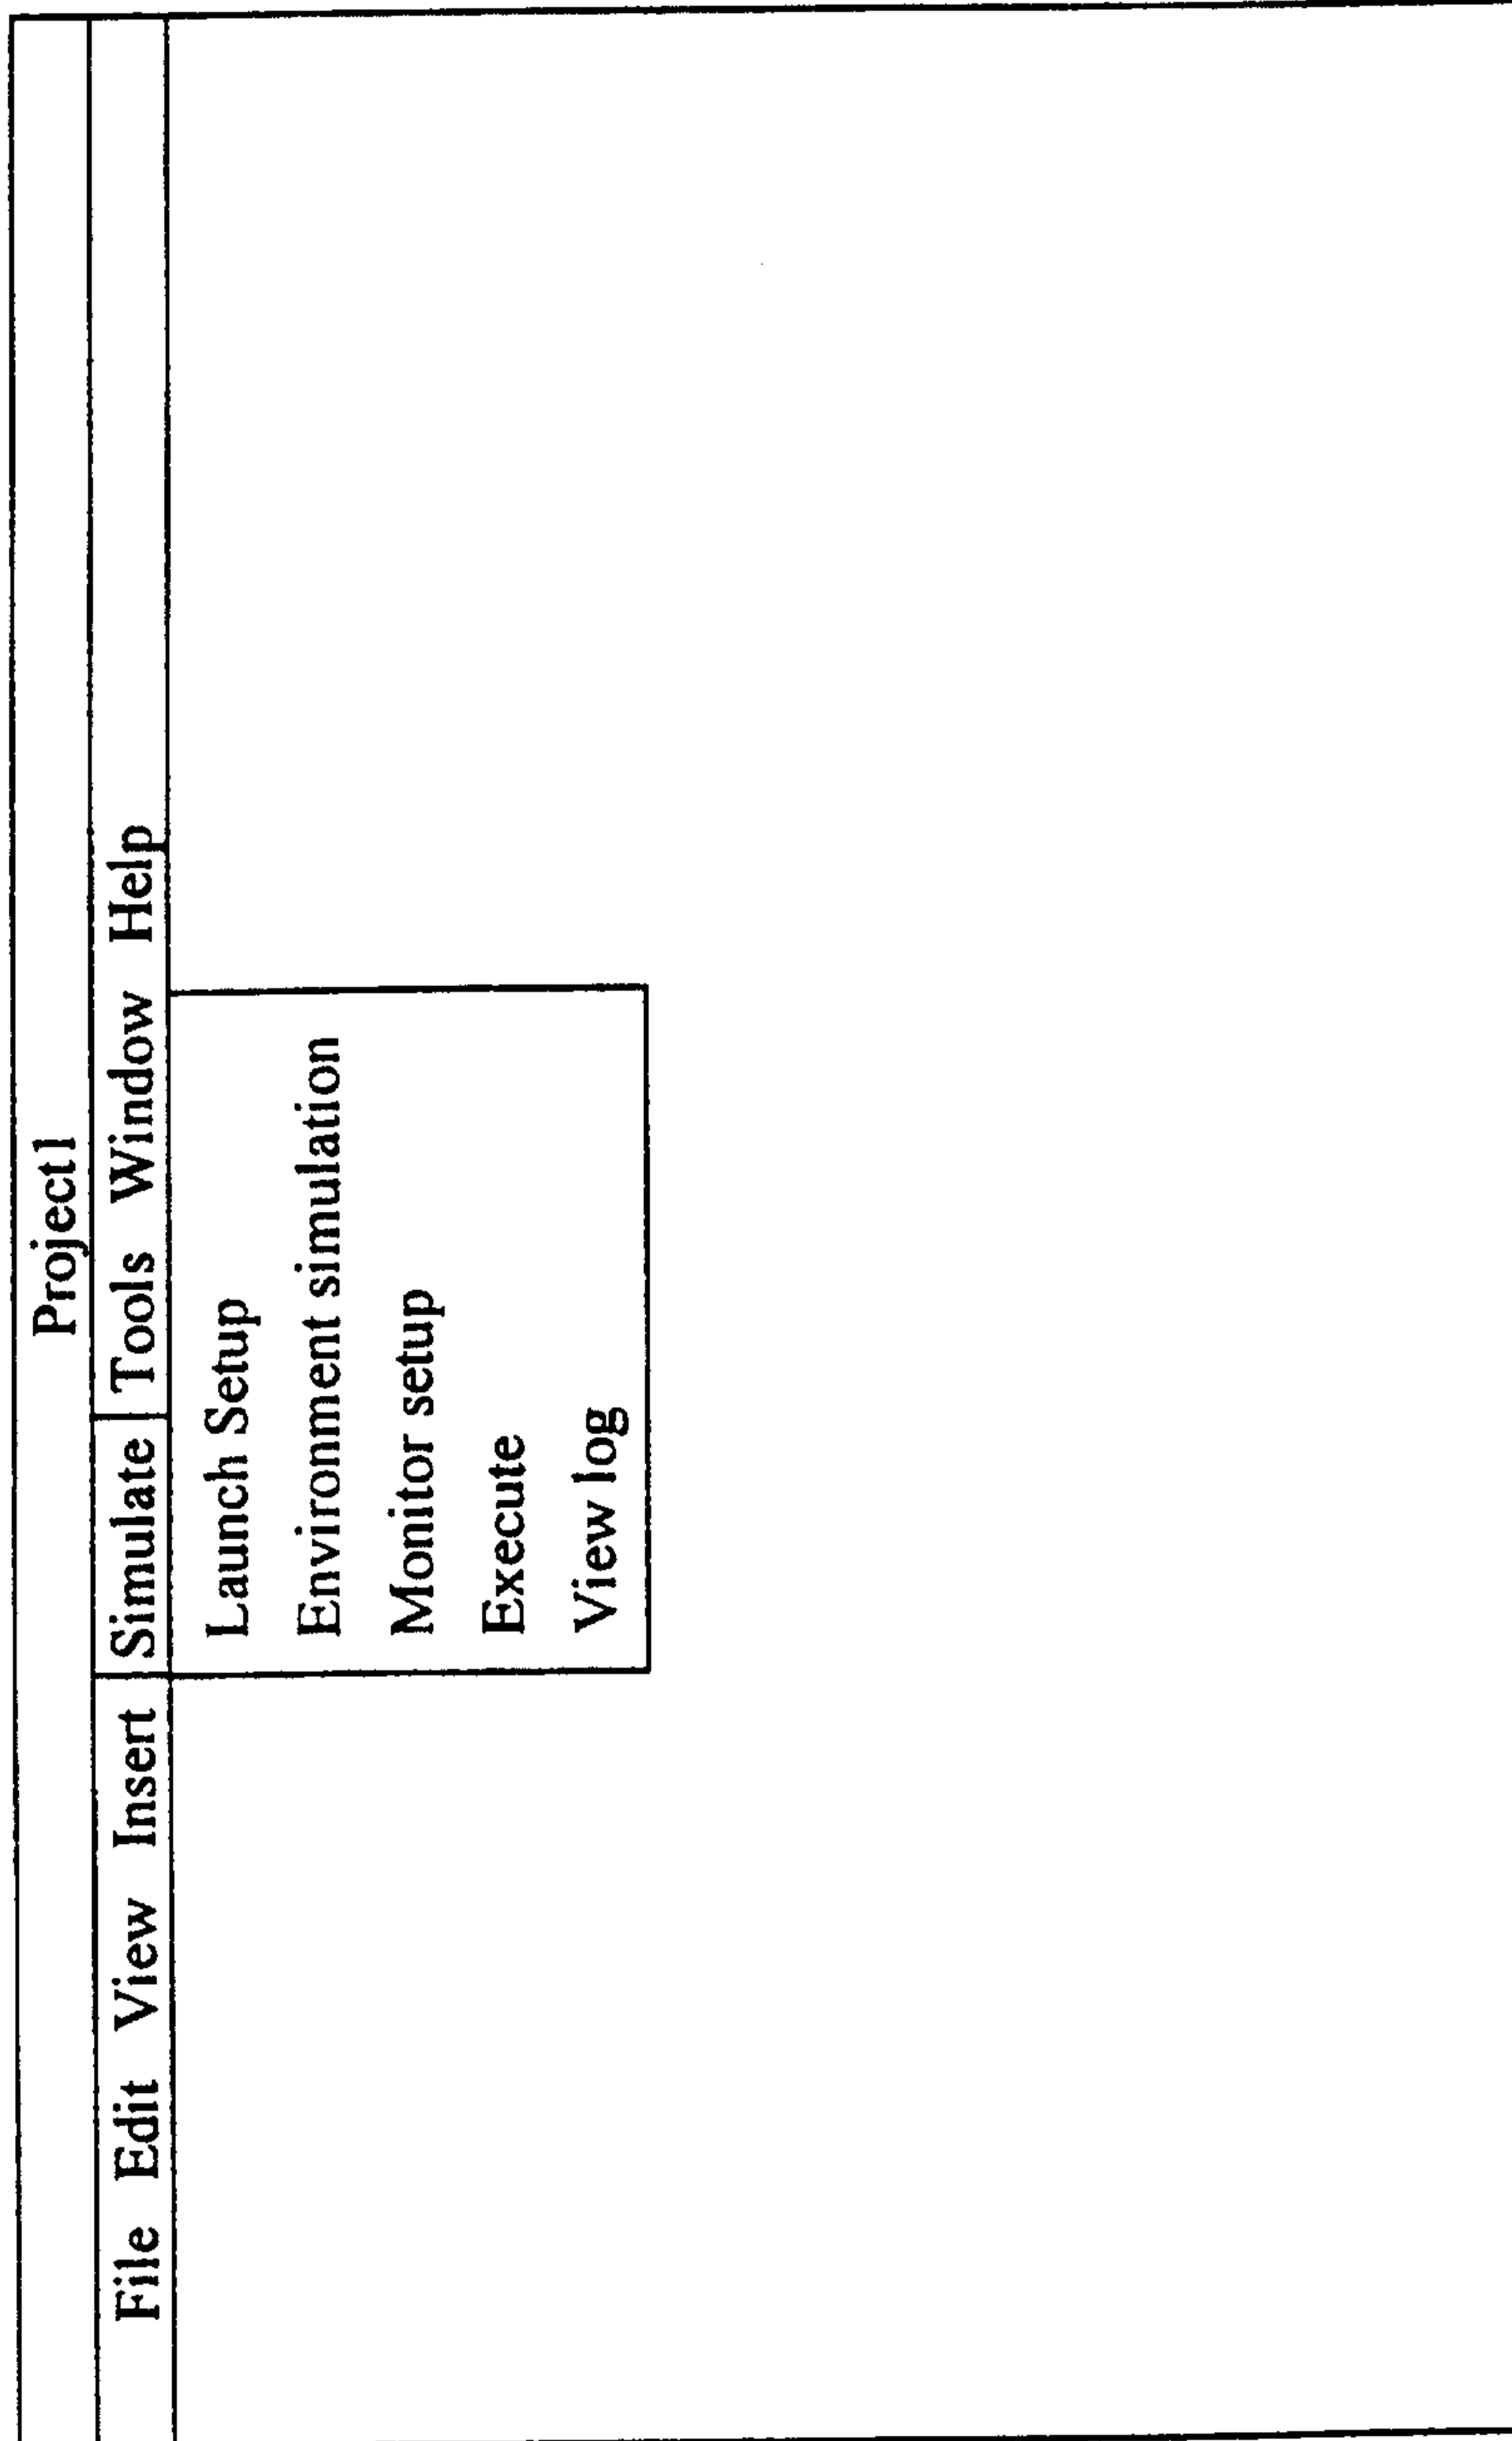 Project1
File Edit View Insert Simulate Tools Window Help
Launch Setup
Environment simulation
Monitor setup
Execute
View log